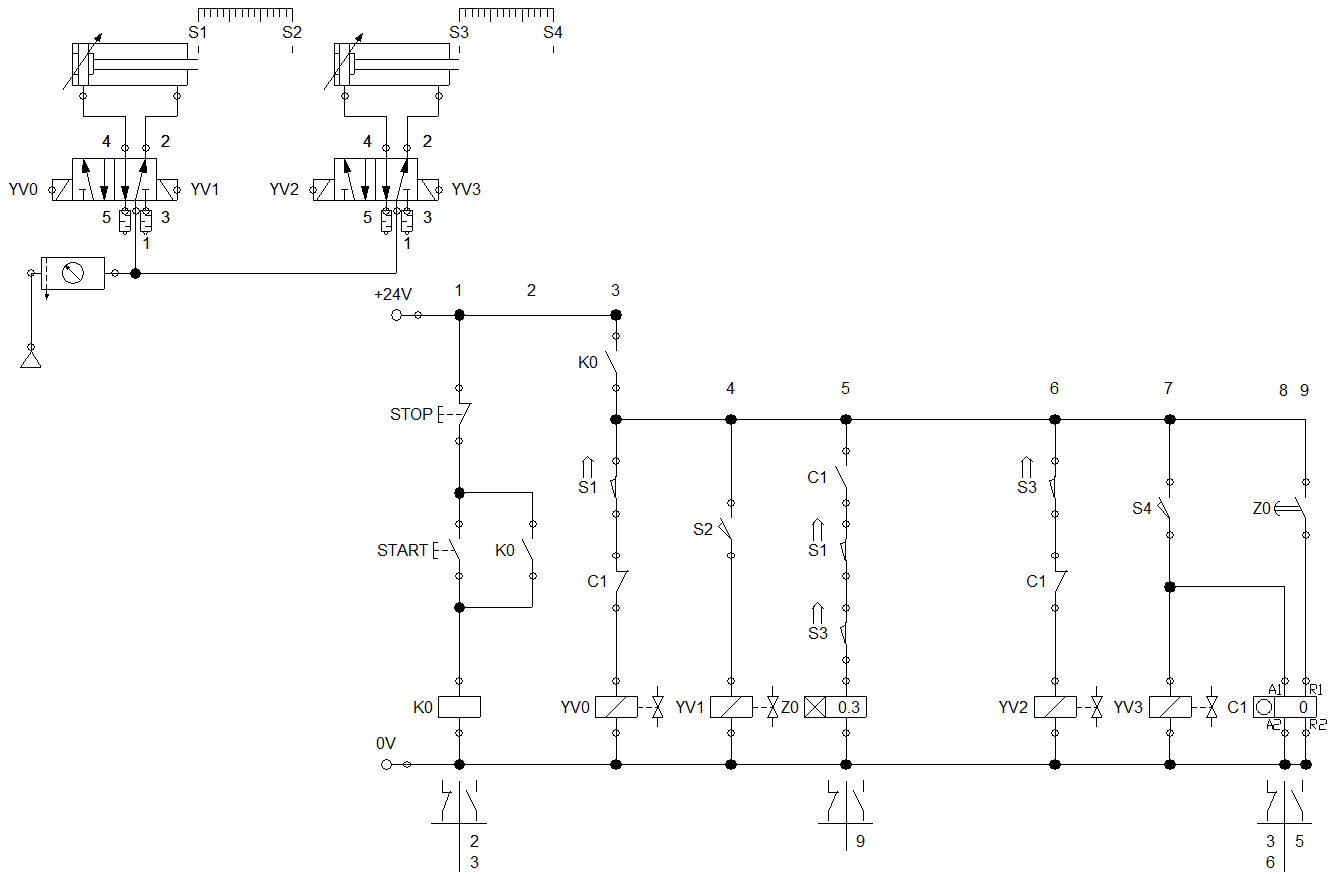 S1 S2 S3 S4
4 2 4 2
YV0 YV1 YV2 YV3
5 3 5 3
1 1
+24V 1 2 3
K0
4 5 6 7 8 9
STOP
S1 C1 S3
S2 S4 Z0
START K0 S1
C1 C1
S3
A1 R1
K0 YV0 YV1 Z0 0.3 YV2 YV3 C1 0
A2 R2
0V
2 9 3 5
3 6